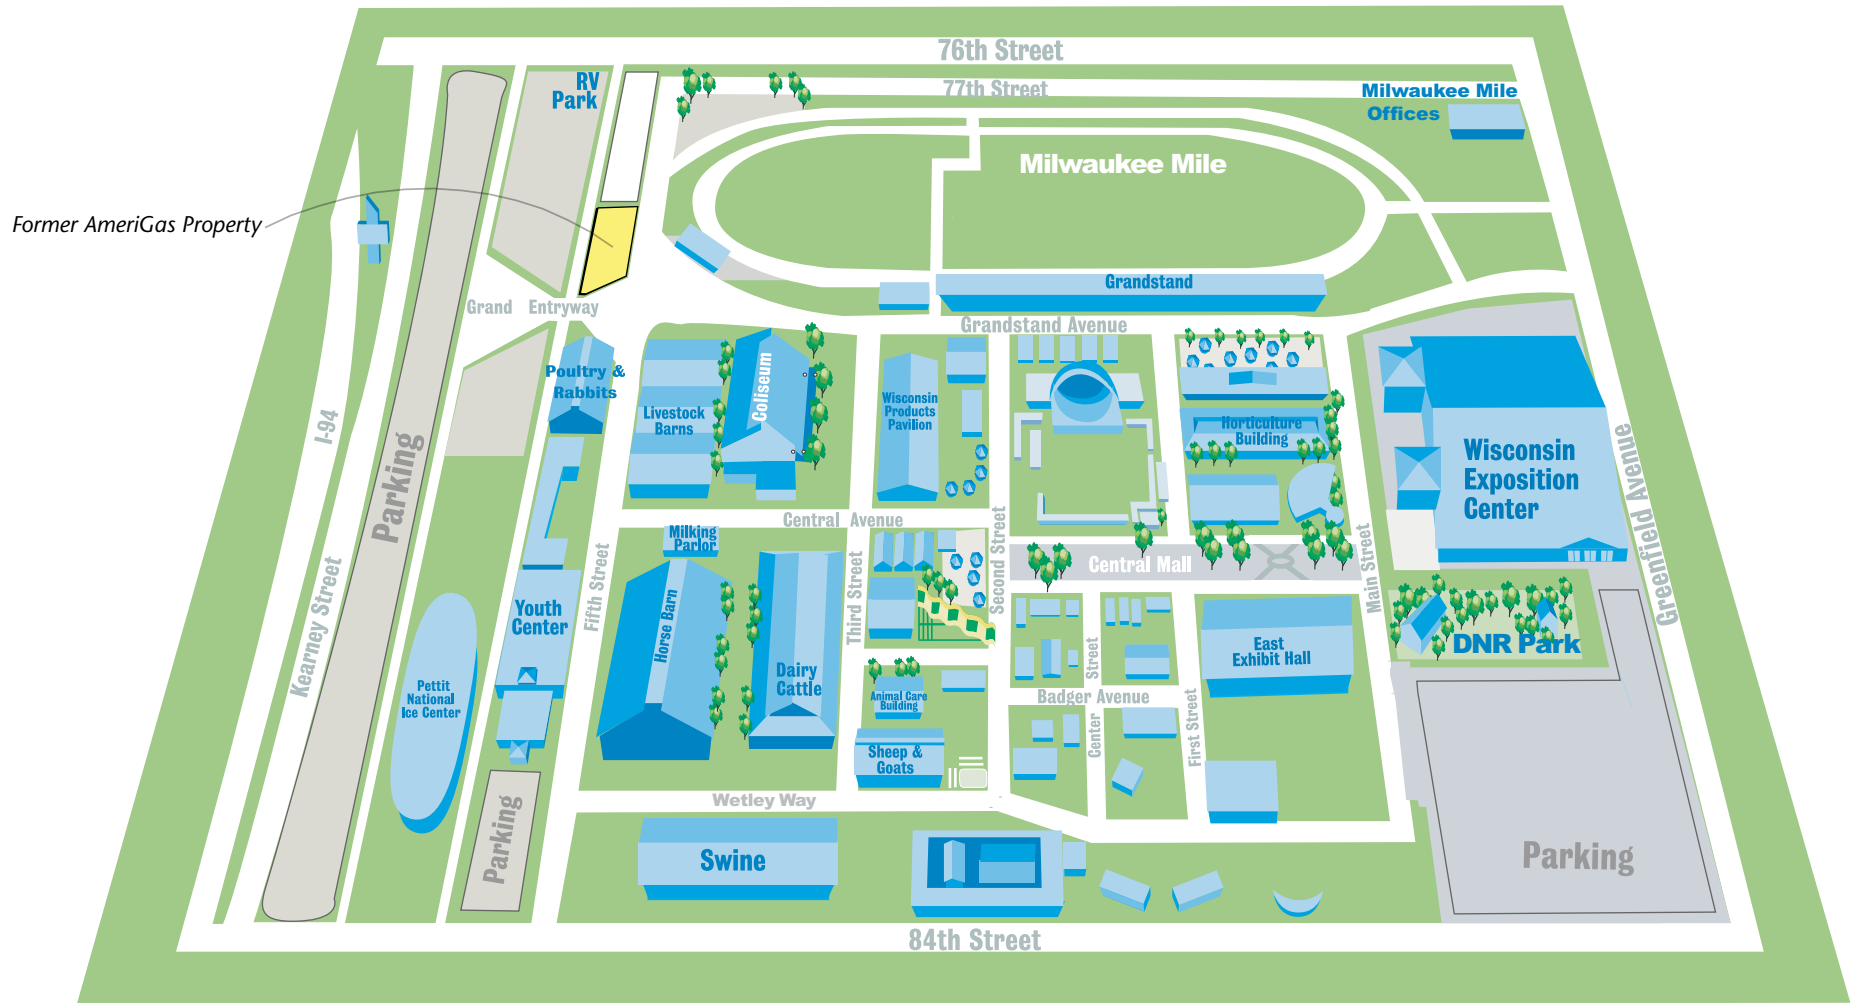 76th Street
77th Street
RV
Park
Milwaukee Mile
Offices
Milwaukee Mile
Former AmeriGas Property
Grandstand
Grand Entryway
Grandstand Avenue
Poultry &
Rabbits
Livestock
Barns
Coliseum
Wisconsin
Products
Pavilion
Horticulture
Building
Wisconsin
Exposition
Center
I-94
Parking
Greenfield Avenue
Central Avenue
Milking
Parlor
Second Street
Central Mall
Main Street
Fifth Street
Third Street
Kearney Street
Youth
Center
Horse Barn
Dairy
Cattle
East
Exhibit Hall
DNR Park
Pettit
National
Ice Center
Animal Care
Building
Badger Avenue
Center Street
First Street
Sheep &
Goats
Wetley Way
Parking
Swine
Parking
84th Street